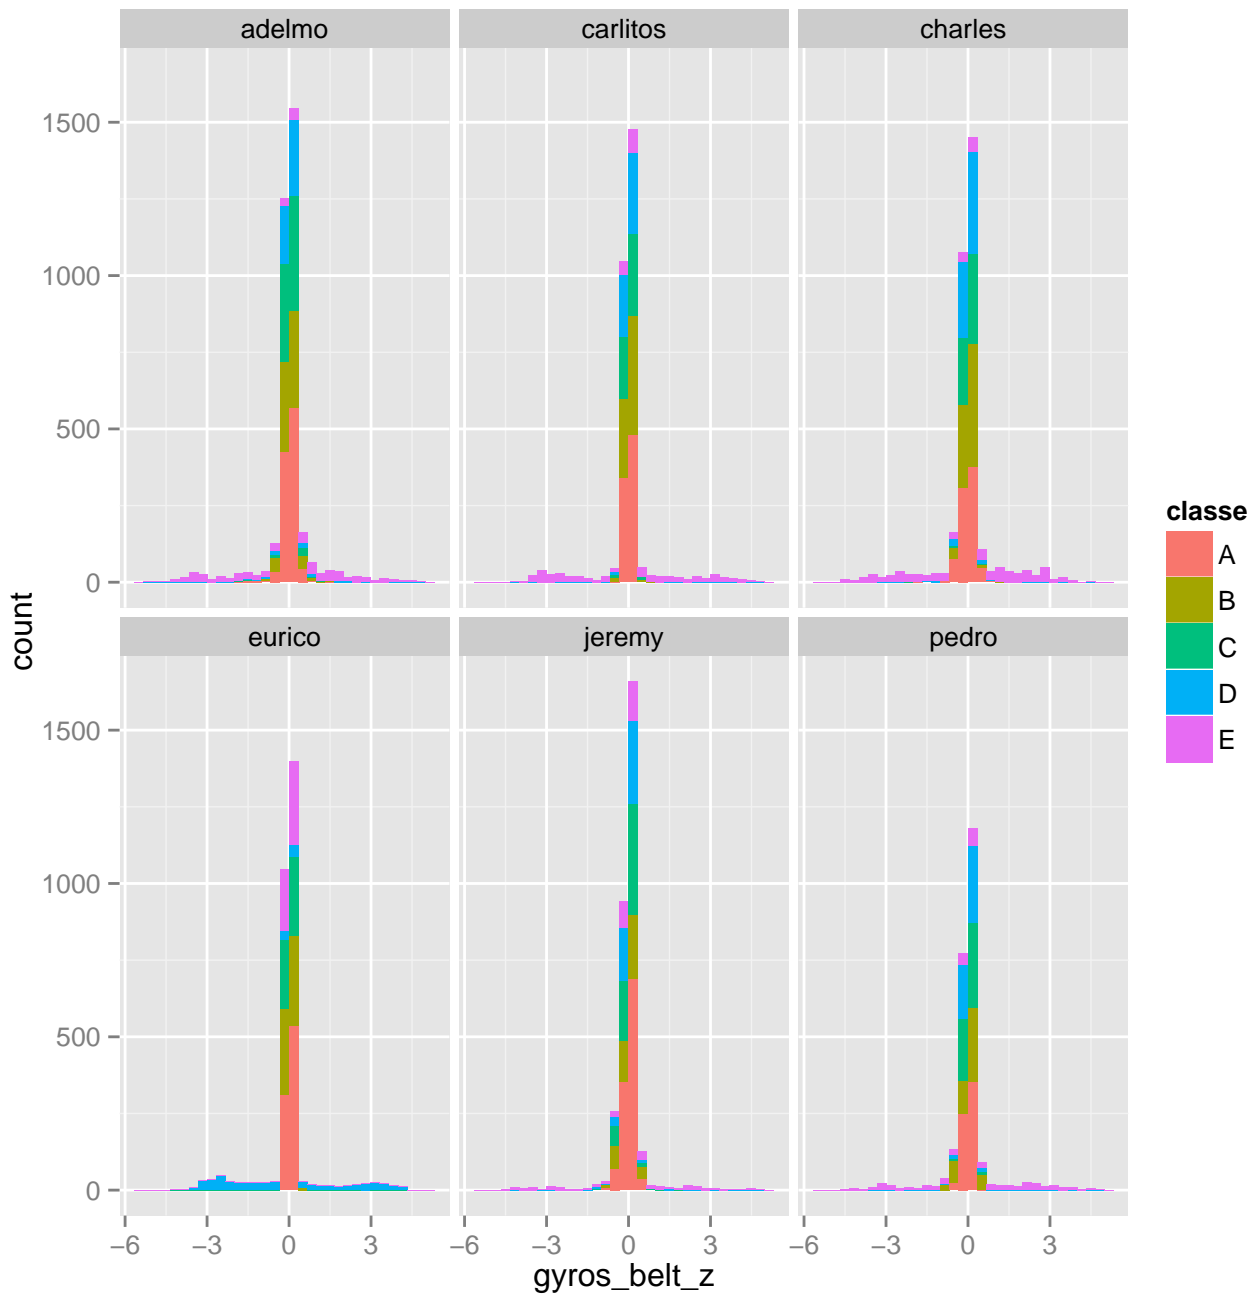 adelmo carlitos charles
1500
1000
500
0
eurico jeremy pedro
1500
1000
500
0
−6 −3 0 3 −6 −3 0 3 −6 −3 0 3
gyros_belt_z
count
classe
A
B
C
D
E